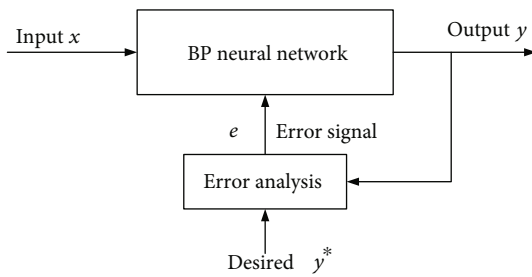 Input x
BP neural network
Output y
e Error signal
Error analysis
Desired y*